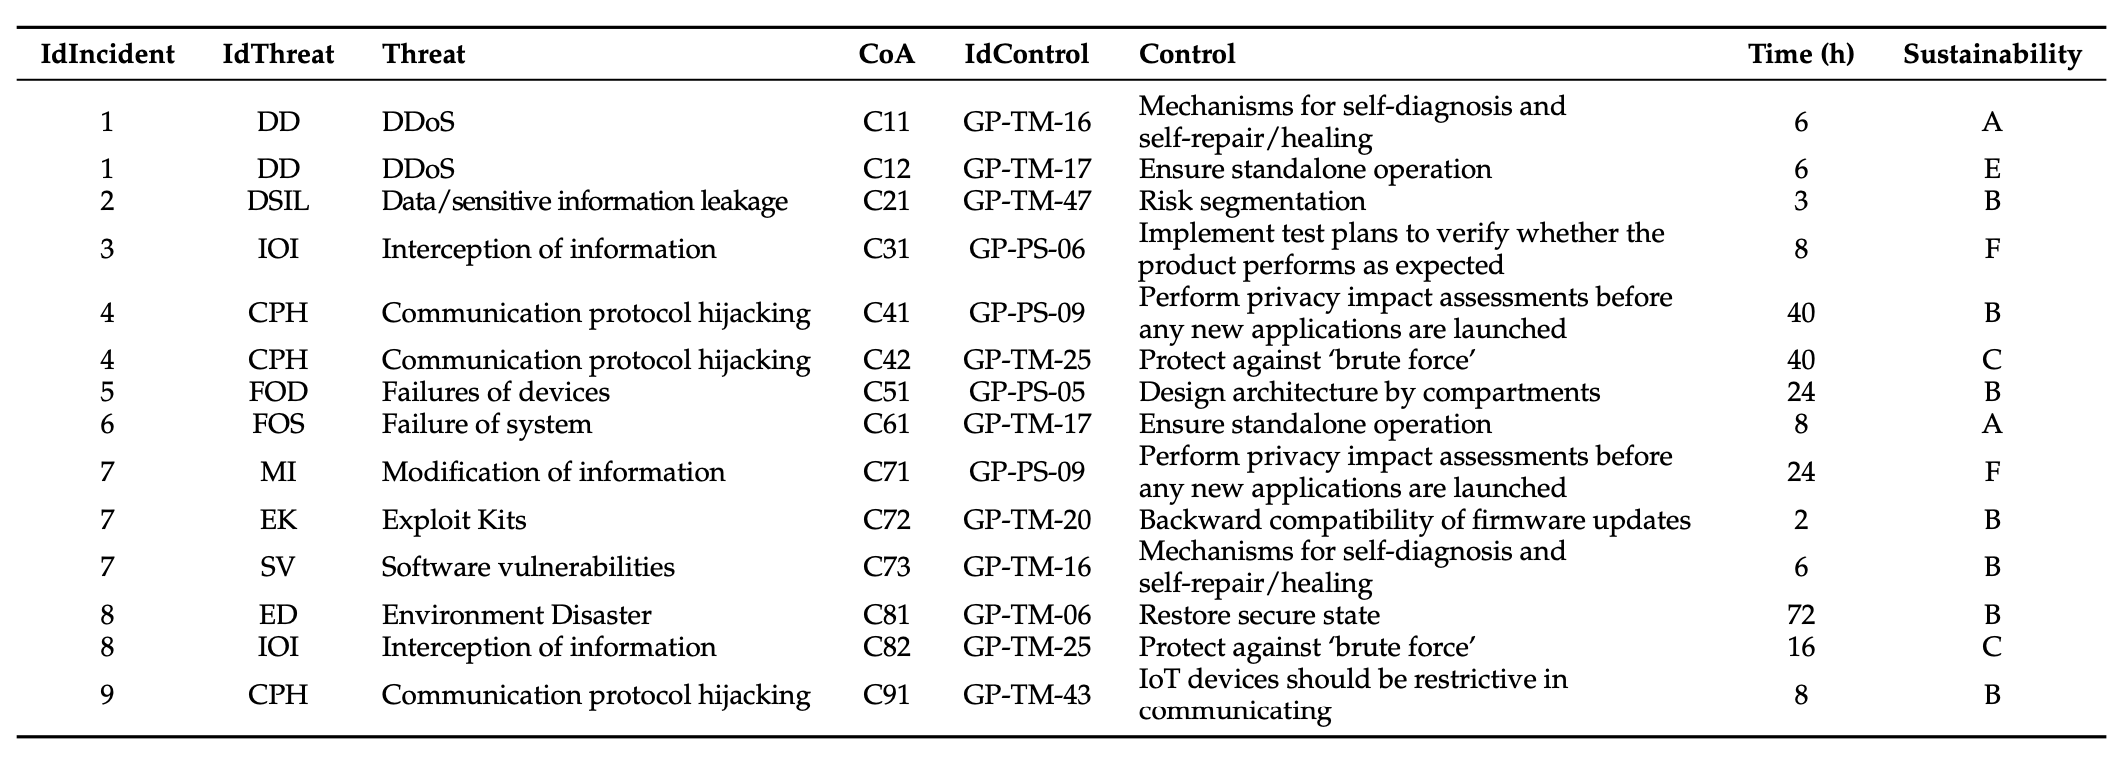 IdIncident IdThreat Threat CoA IdControl Control Time (h) Sustainability
1 DD DDoS C11 GP-TM-16 Mechanisms for self-diagnosis and
self-repair/healing 6 A
1 DD DDoS C12 GP-TM-17 Ensure standalone operation 6 E
2 DSIL Data/sensitive information leakage C21 GP-TM-47 Risk segmentation 3 B
3 IOI Interception of information C31 GP-PS-06 Implement test plans to verify whether the
product performs as expected 8 F
4 CPH Communication protocol hijacking C41 GP-PS-09 Perform privacy impact assessments before
any new applications are launched 40 B
4 CPH Communication protocol hijacking C42 GP-TM-25 Protect against ‘brute force’ 40 C
5 FOD Failures of devices C51 GP-PS-05 Design architecture by compartments 24 B
6 FOS Failure of system C61 GP-TM-17 Ensure standalone operation 8 A
7 MI Modification of information C71 GP-PS-09 Perform privacy impact assessments before
any new applications are launched 24 F
7 EK Exploit Kits C72 GP-TM-20 Backward compatibility of firmware updates 2 B
7 SV Software vulnerabilities C73 GP-TM-16 Mechanisms for self-diagnosis and
self-repair/healing 6 B
8 ED Environment Disaster C81 GP-TM-06 Restore secure state 72 B
8 IOI Interception of information C82 GP-TM-25 Protect against ‘brute force’ 16 C
9 CPH Communication protocol hijacking C91 GP-TM-43 IoT devices should be restrictive in
communicating 8 B